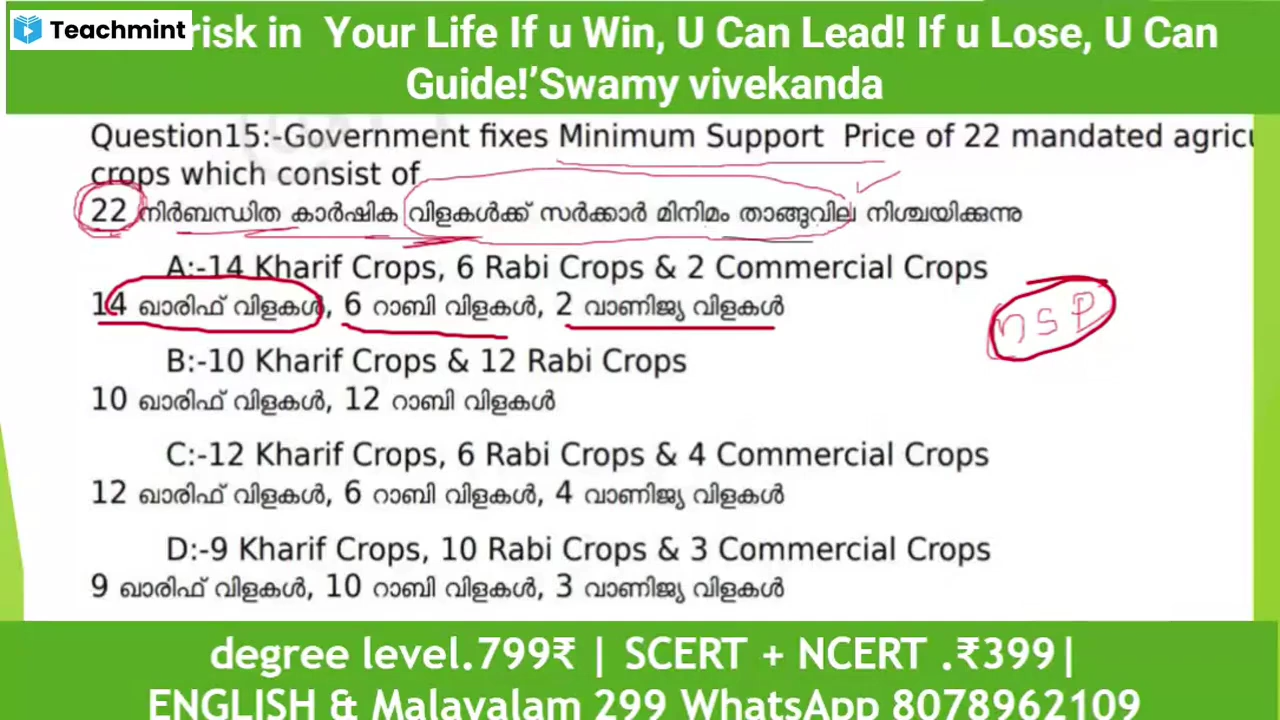 Teachmint
risk in Your Life If u Win, U Can Lead! If u Lose, U Can
Guide!’Swamy vivekanda
Question15:-Government fixes Minimum Support Price of 22 mandated agricu
crops which consist of
22 നിർബന്ധിത കാർഷിക വിളകൾക്ക് സർക്കാർ മിനിമം താങ്ങുവില നിശ്ചയിക്കുന്നു
A:-14 Kharif Crops, 6 Rabi Crops & 2 Commercial Crops
14 ഖാരിഫ് വിളകൾ, 6 റാബി വിളകൾ, 2 വാണിജ്യ വിളകൾ
B:-10 Kharif Crops & 12 Rabi Crops
10 ഖാരിഫ് വിളകൾ, 12 റാബി വിളകൾ
C:-12 Kharif Crops, 6 Rabi Crops & 4 Commercial Crops
12 ഖാരിഫ് വിളകൾ, 6 റാബി വിളകൾ, 4 വാണിജ്യ വിളകൾ
D:-9 Kharif Crops, 10 Rabi Crops & 3 Commercial Crops
9 ഖാരിഫ് വിളകൾ, 10 റാബി വിളകൾ, 3 വാണിജ്യ വിളകൾ
degree level.799₹ | SCERT + NCERT .₹399|
ENGLISH & Malayalam 299 WhatsApp 8078962109